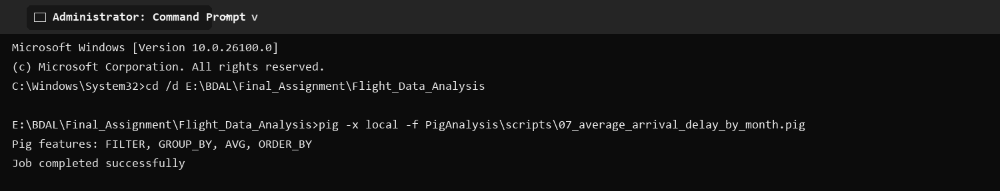 Administrator: Command Prompt v
Microsoft Windows [Version 10.0.26100.0]
(c) Microsoft Corporation. All rights reserved.
C:\Windows\System32>cd /d E:\BDAL\Final_Assignment\Flight_Data_Analysis
E:\BDAL\Final_Assignment\Flight_Data_Analysis>pig -x local -f PigAnalysis\scripts\07_average_arrival_delay_by_month.pig
Pig features: FILTER, GROUP_BY, AVG, ORDER_BY
Job completed successfully